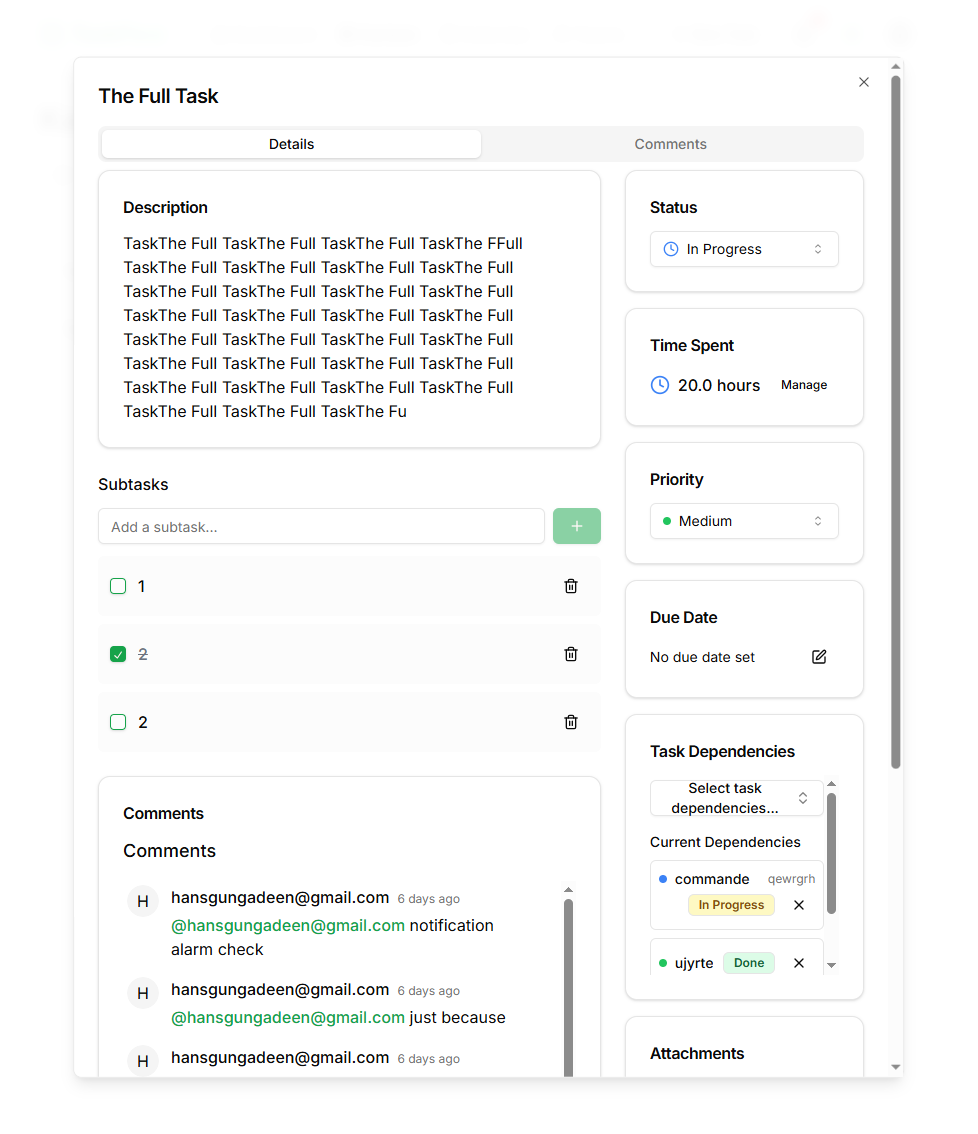 The Full Task
Details
Comments
Description
TaskThe Full TaskThe Full TaskThe Full TaskThe FFull
TaskThe Full TaskThe Full TaskThe Full TaskThe Full
TaskThe Full TaskThe Full TaskThe Full TaskThe Full
TaskThe Full TaskThe Full TaskThe Full TaskThe Full
TaskThe Full TaskThe Full TaskThe Full TaskThe Full
TaskThe Full TaskThe Full TaskThe Full TaskThe Full
TaskThe Full TaskThe Full TaskThe Full TaskThe Full
TaskThe Full TaskThe Full TaskThe Fu
Subtasks
Add a subtask...
1
2
2
Comments
Comments
H
hansgungadeen@gmail.com 6 days ago
@hansgungadeen@gmail.com notification
alarm check
H
hansgungadeen@gmail.com 6 days ago
@hansgungadeen@gmail.com just because
H
hansgungadeen@gmail.com 6 days ago
Status
In Progress
Time Spent
20.0 hours Manage
Priority
Medium
Due Date
No due date set
Task Dependencies
Select task
dependencies...
Current Dependencies
commande qewrgrh
In Progress
ujyrte Done
Attachments